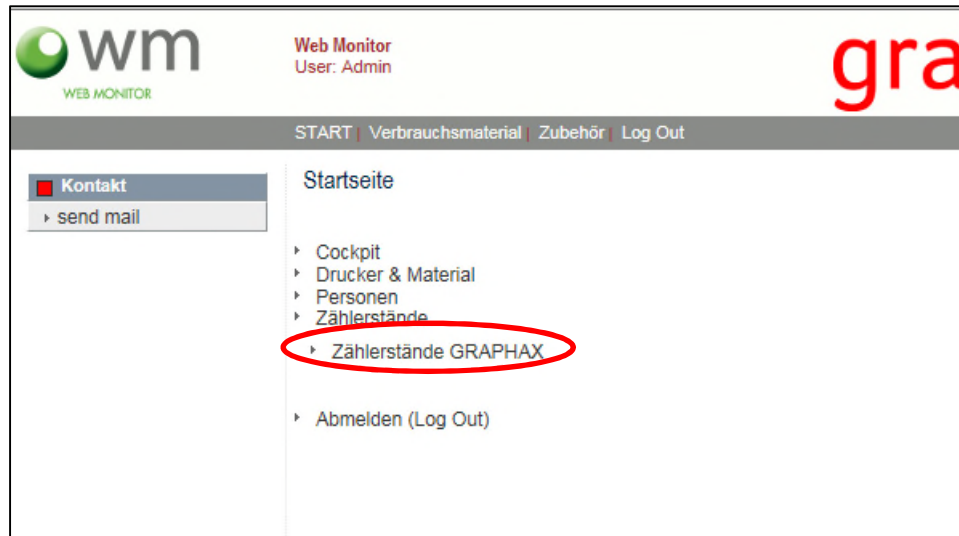 wm
WEB MONITOR
Web Monitor
User: Admin
gra
START | Verbrauchsmaterial | Zubehör | Log Out
Kontakt
send mail
Startseite
Cockpit
Drucker & Material
Personen
Zählerstände
Zählerstände GRAPHAX
Abmelden (Log Out)